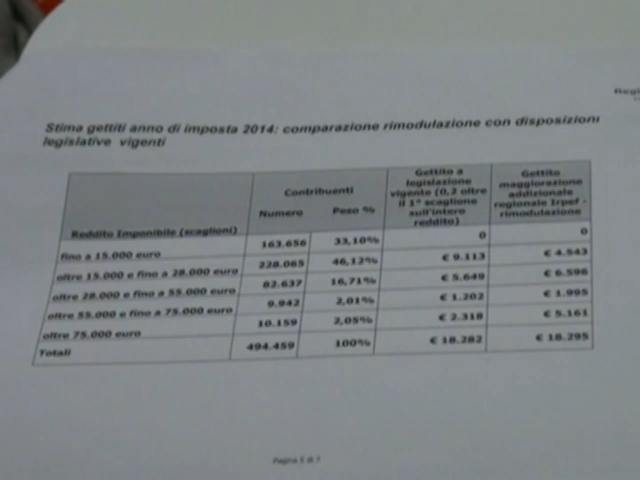 Regi
Stima gettiti anno di imposta 2014: comparazione rimodulazione con disposizioni
legislative vigenti
Reddito Imponibile (scaglioni)
Contribuenti
Numero Peso %
Gettito a
legislazione
vigente (0,2 oltre
il 1° scaglione
sull'intero
reddito)
Gettito
maggiorazione
addizionale
regionale Irpef -
rimodulazione
fino a 15.000 euro 163.656 33,10% 0 0
oltre 15.000 e fino a 28.000 euro 228.065 46,12% € 9.113 € 4.543
oltre 28.000 e fino a 55.000 euro 82.637 16,71% € 5.649 € 6.596
oltre 55.000 e fino a 75.000 euro 9.942 2,01% € 1.202 € 1.995
oltre 75.000 euro 10.159 2,05% € 2.318 € 5.161
Totali 494.459 100% € 18.282 € 18.295
Pagina 5 di 7